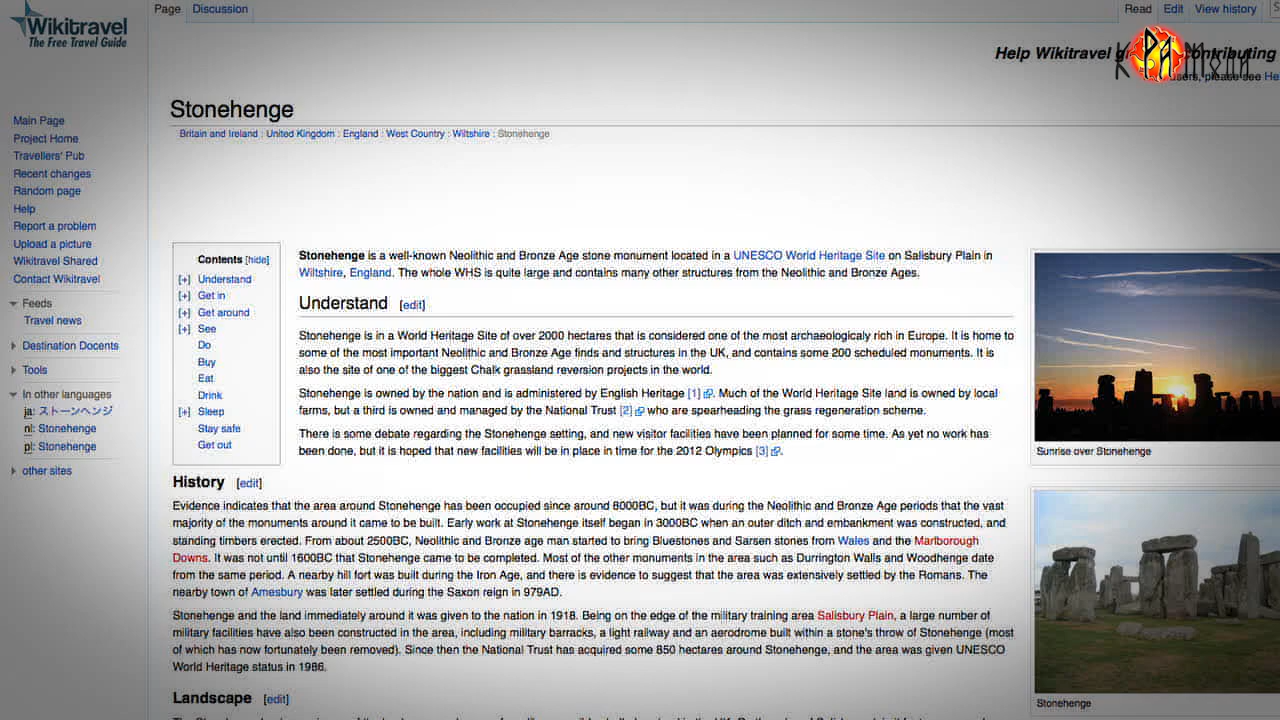 Wikitravel
The Free Travel Guide
Page Discussion
Read Edit View history
Help Wikitravel contributing
please see He
Stonehenge
Britain and Ireland : United Kingdom : England : West Country : Wiltshire : Stonehenge
Main Page
Project Home
Travellers' Pub
Recent changes
Random page
Help
Report a problem
Upload a picture
Wikitravel Shared
Contact Wikitravel
Feeds
Travel news
Destination Docents
Tools
In other languages
ja: ストーンヘンジ
nl: Stonehenge
pl: Stonehenge
other sites
Contents [hide]
[+] Understand
[+] Get in
[+] Get around
[+] See
Do
Buy
Eat
Drink
[+] Sleep
Stay safe
Get out
Stonehenge is a well-known Neolithic and Bronze Age stone monument located in a UNESCO World Heritage Site on Salisbury Plain in
Wiltshire, England. The whole WHS is quite large and contains many other structures from the Neolithic and Bronze Ages.
Understand [edit]
Stonehenge is in a World Heritage Site of over 2000 hectares that is considered one of the most archaeologicaly rich in Europe. It is home to
some of the most important Neolithic and Bronze Age finds and structures in the UK, and contains some 200 scheduled monuments. It is
also the site of one of the biggest Chalk grassland reversion projects in the world.
Stonehenge is owned by the nation and is administered by English Heritage [1]. Much of the World Heritage Site land is owned by local
farms, but a third is owned and managed by the National Trust [2] who are spearheading the grass regeneration scheme.
There is some debate regarding the Stonehenge setting, and new visitor facilities have been planned for some time. As yet no work has
been done, but it is hoped that new facilities will be in place in time for the 2012 Olympics [3].
History [edit]
Evidence indicates that the area around Stonehenge has been occupied since around 8000BC, but it was during the Neolithic and Bronze Age periods that the vast
majority of the monuments around it came to be built. Early work at Stonehenge itself began in 3000BC when an outer ditch and embankment was constructed, and
standing timbers erected. From about 2500BC, Neolithic and Bronze age man started to bring Bluestones and Sarsen stones from Wales and the Marlborough
Downs. It was not until 1600BC that Stonehenge came to be completed. Most of the other monuments in the area such as Durrington Walls and Woodhenge date
from the same period. A nearby hill fort was built during the Iron Age, and there is evidence to suggest that the area was extensively settled by the Romans. The
nearby town of Amesbury was later settled during the Saxon reign in 979AD.
Stonehenge and the land immediately around it was given to the nation in 1918. Being on the edge of the military training area Salisbury Plain, a large number of
military facilities have also been constructed in the area, including military barracks, a light railway and an aerodrome built within a stone's throw of Stonehenge (most
of which has now fortunately been removed). Since then the National Trust has acquired some 850 hectares around Stonehenge, and the area was given UNESCO
World Heritage status in 1986.
Landscape [edit]
Sunrise over Stonehenge
Stonehenge